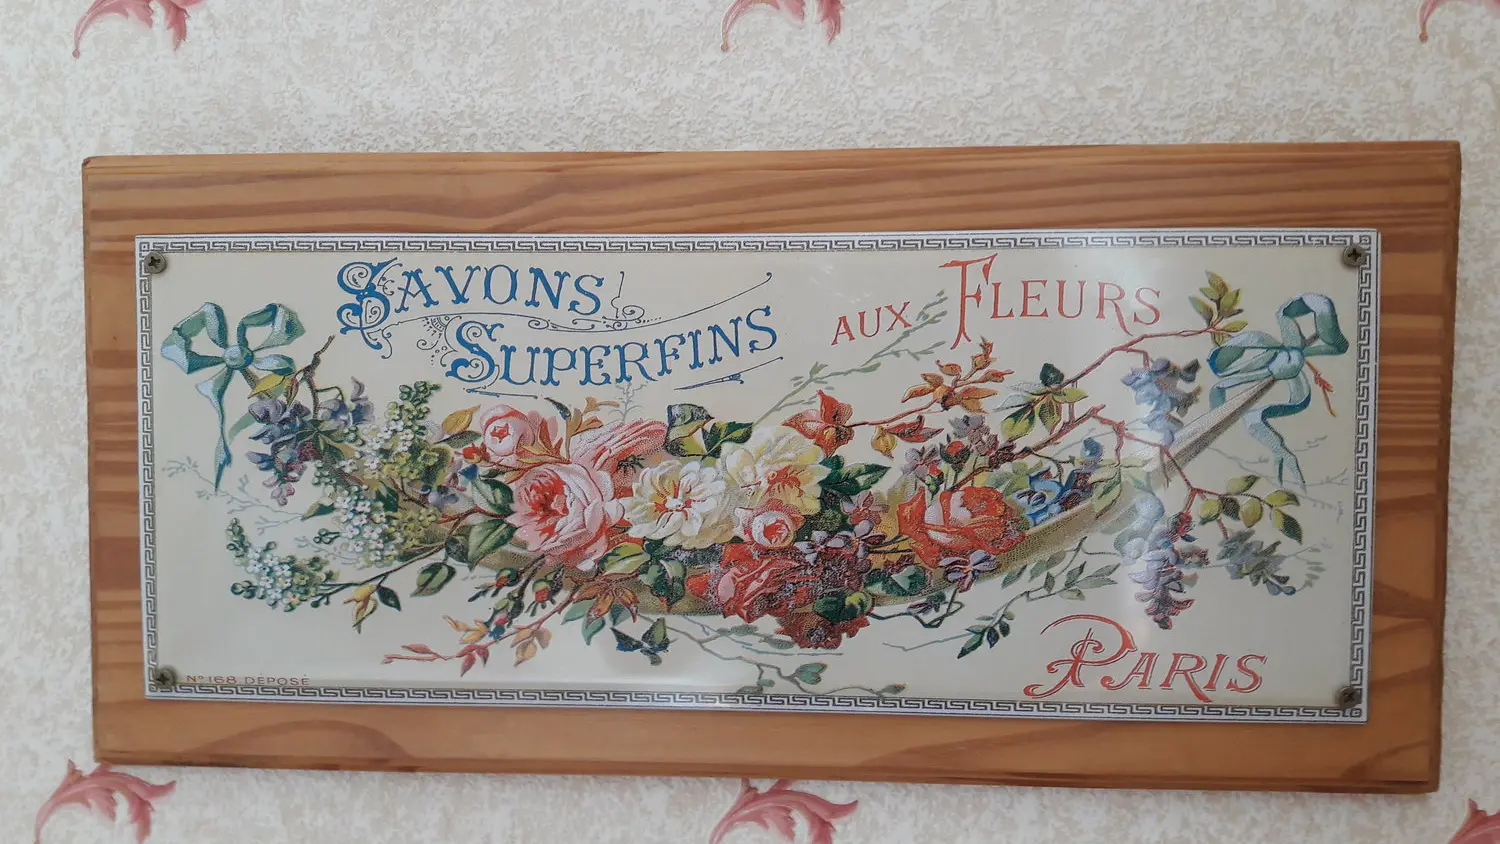 SAVONS
SUPERFINS
AUX FLEURS
PARIS
Nº 168. DÉPOSÉ